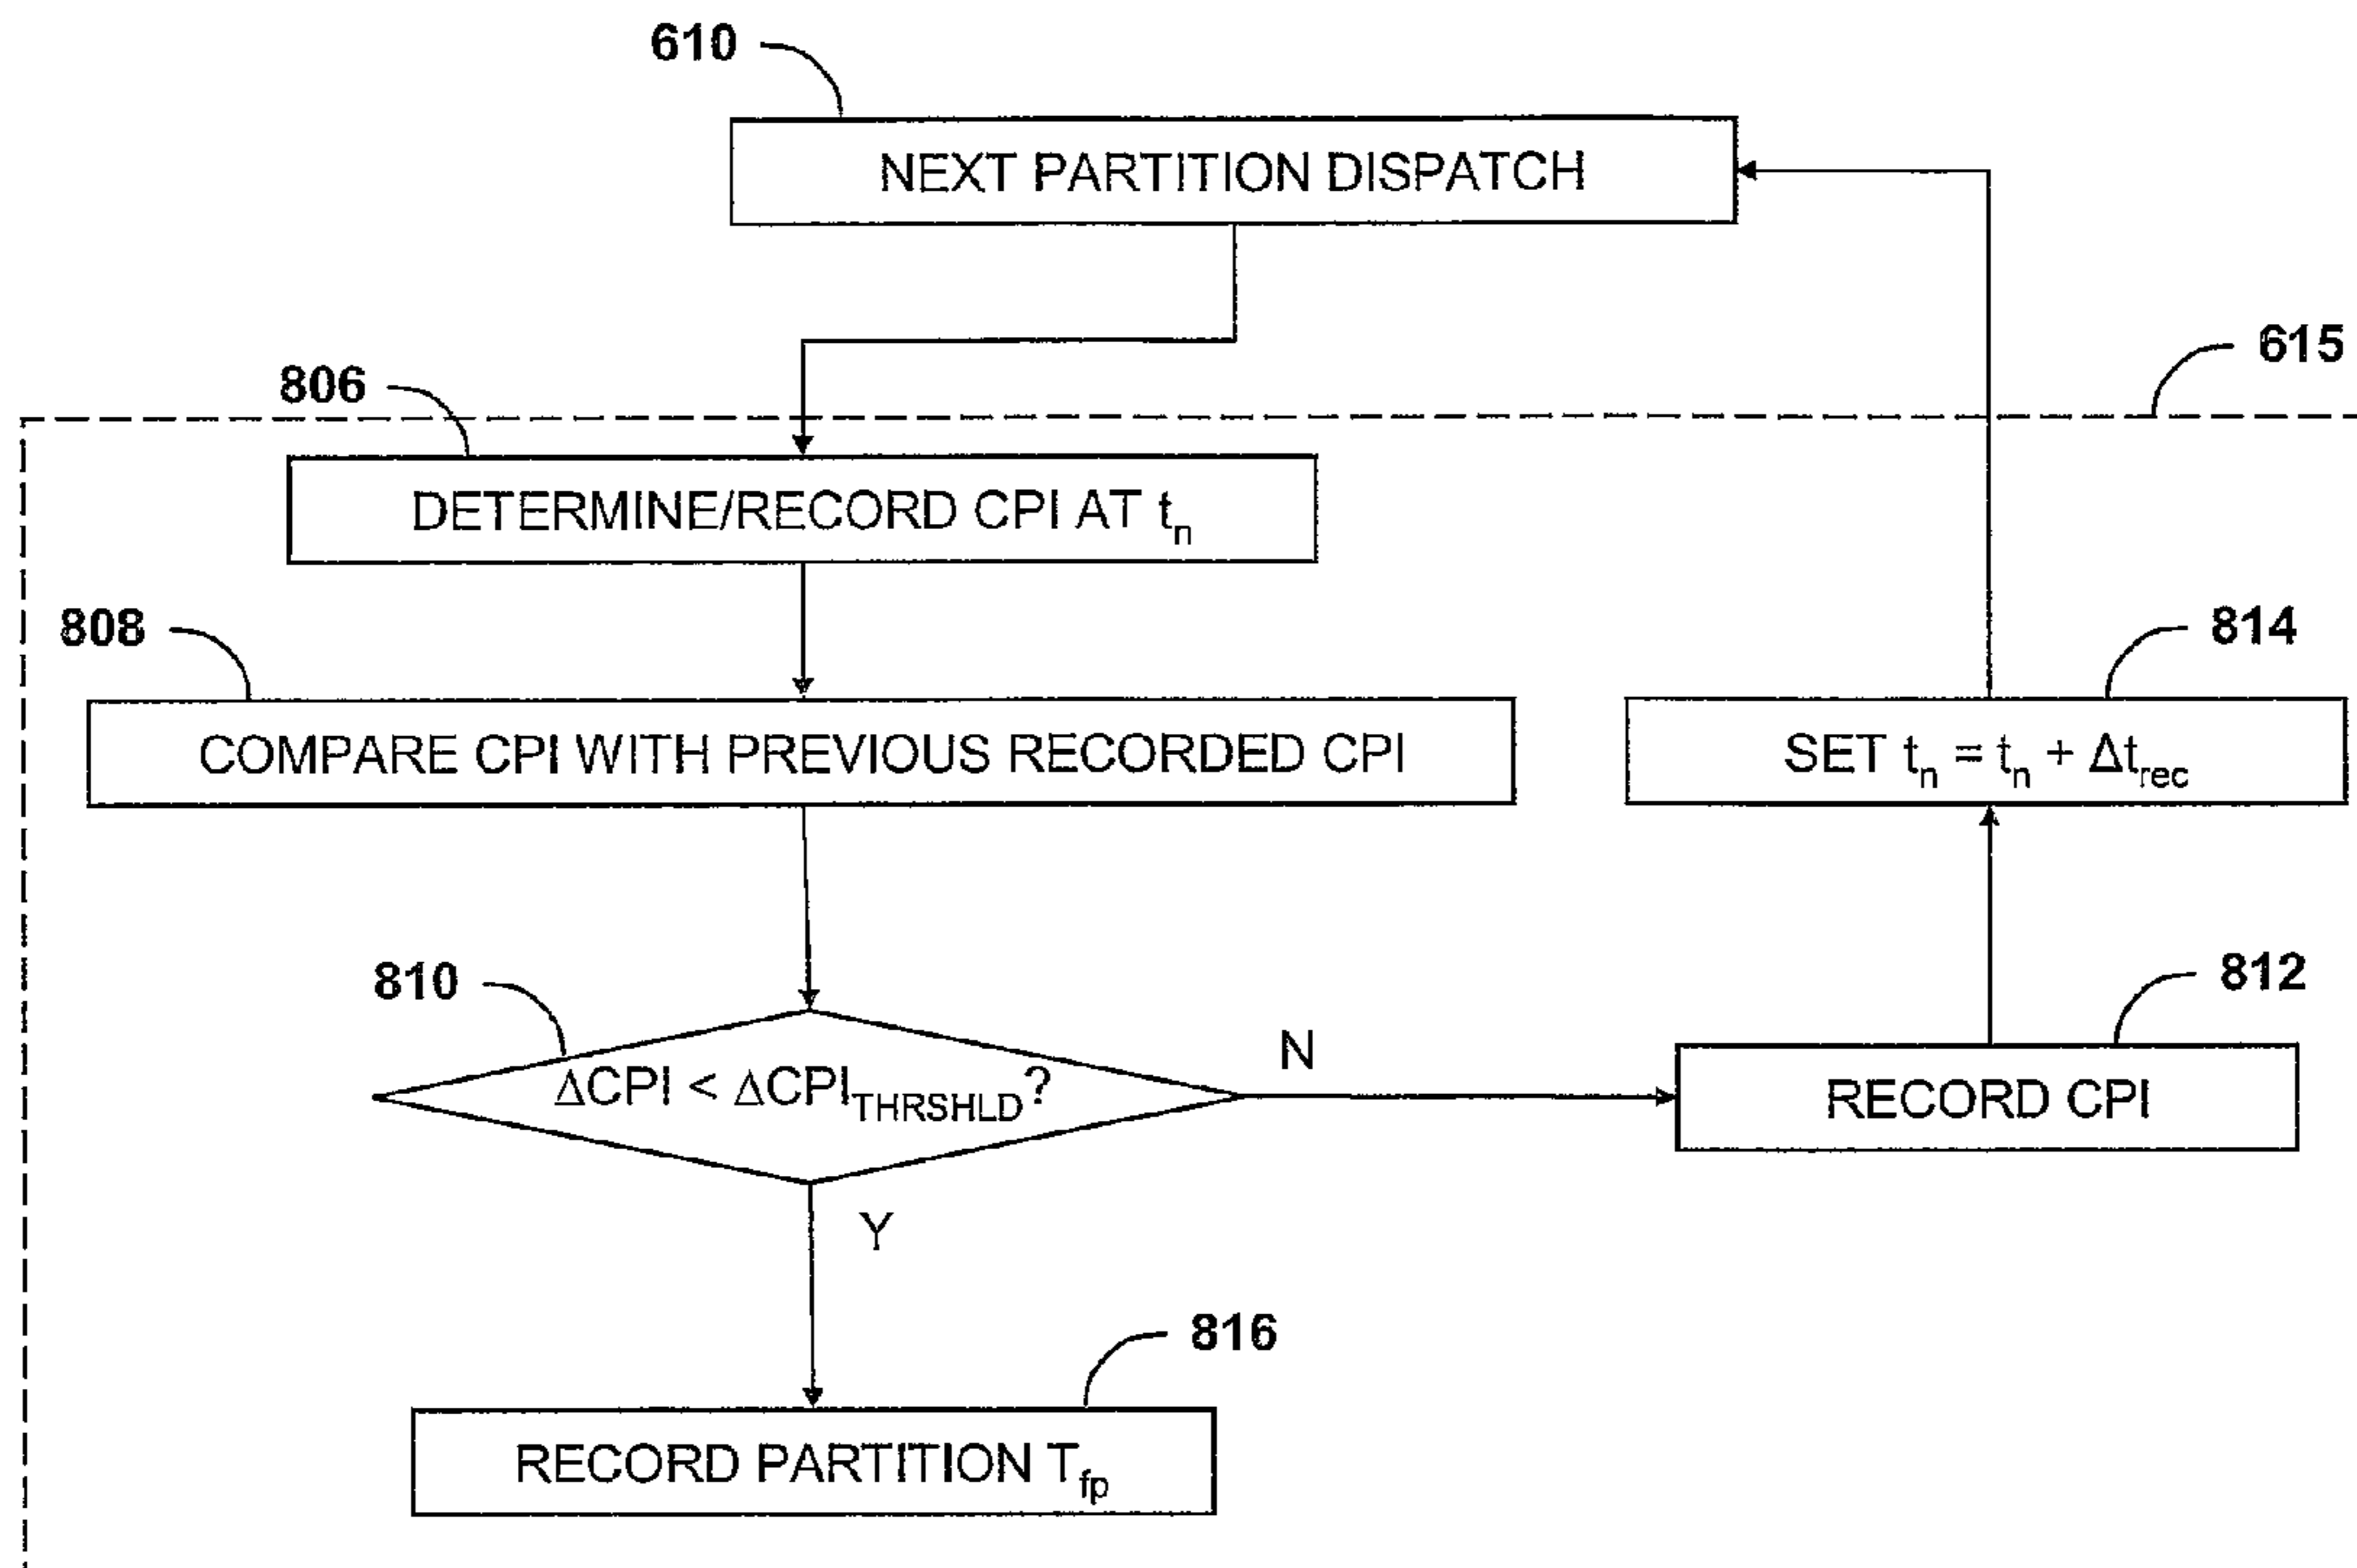 610
NEXT PARTITION DISPATCH
615
806
DETERMINE/RECORD CPI AT tn
808
COMPARE CPI WITH PREVIOUS RECORDED CPI
814
SET tn = tn + Δtrec
810
ΔCPI < ΔCPITHRSHLD?
N
812
RECORD CPI
Y
816
RECORD PARTITION Tfp